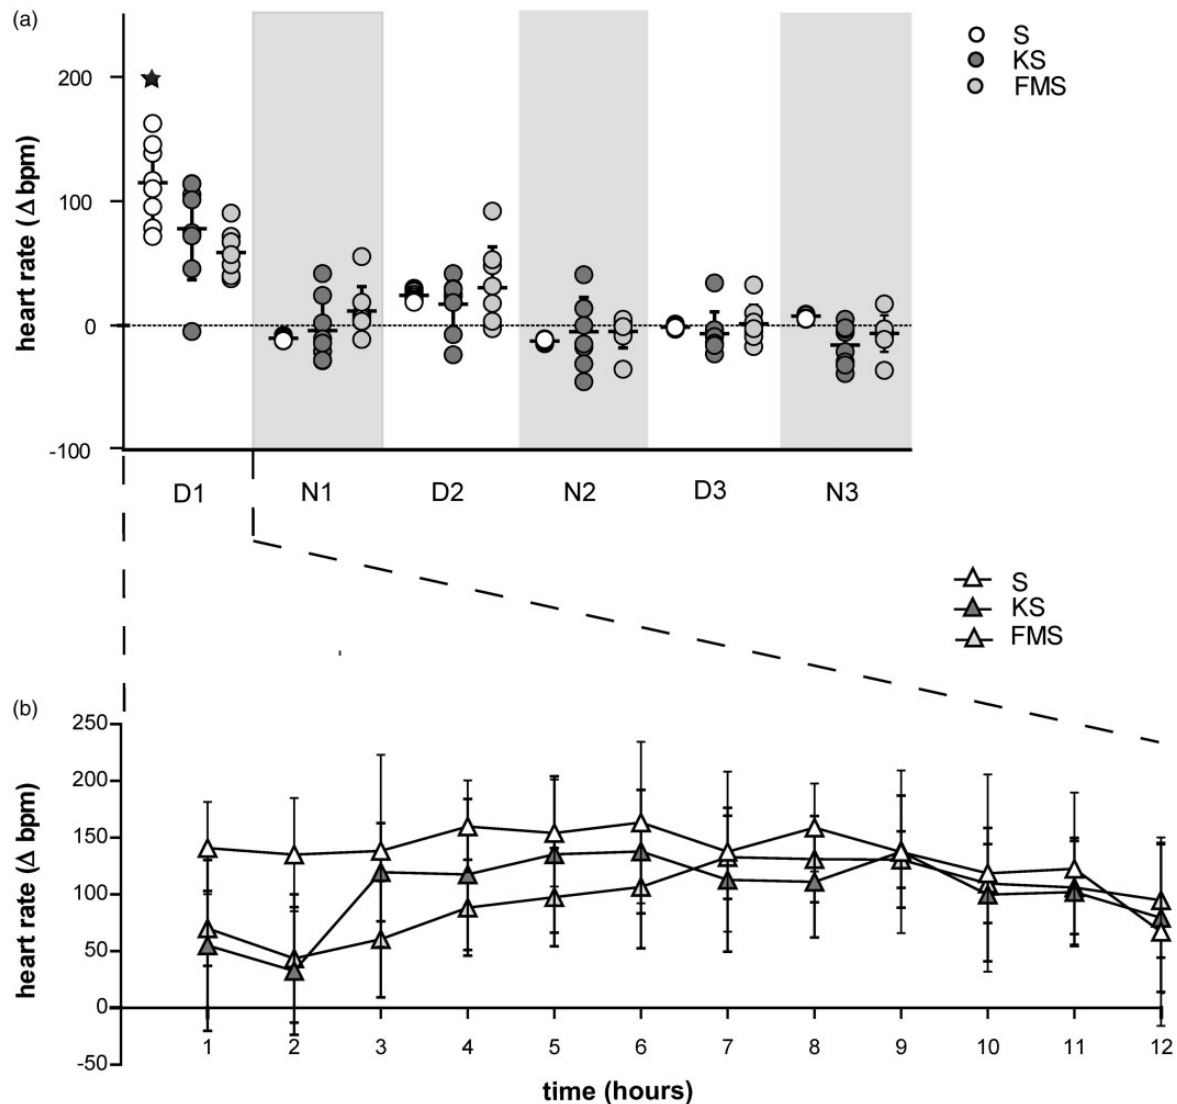 (a)
S
KS
FMS
200
100
0
-100
heart rate (Δ bpm)
D1 N1 D2 N2 D3 N3
S
KS
FMS
(b)
250
200
150
100
50
0
-50
heart rate (Δ bpm)
1 2 3 4 5 6 7 8 9 10 11 12
time (hours)